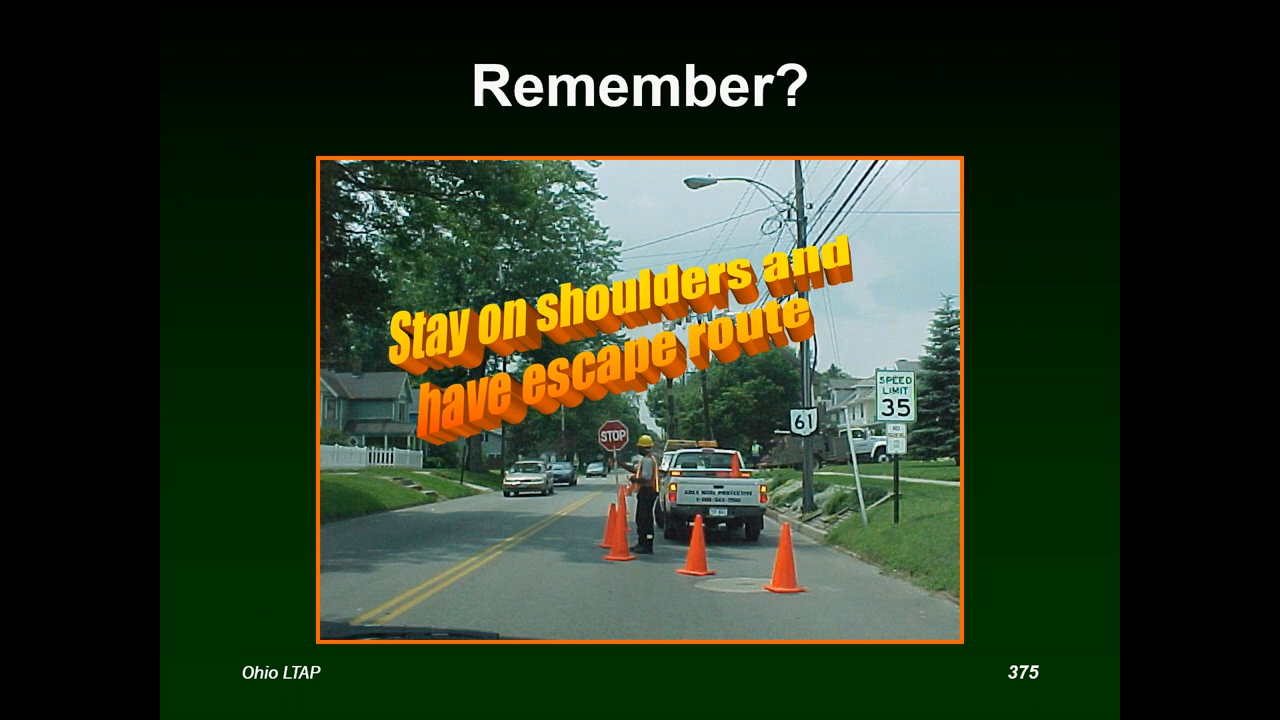 Remember?
Stay on shoulders and
have escape route
SPEED
LIMIT
35
61
STOP
Ohio LTAP
375